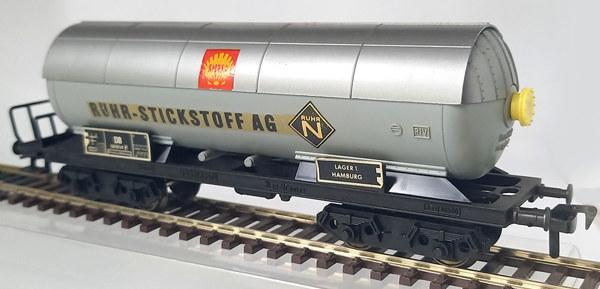 RUHR-STICKSTOFF AG
RUHR
N
RIV
DB
LAGER 1
HAMBURG